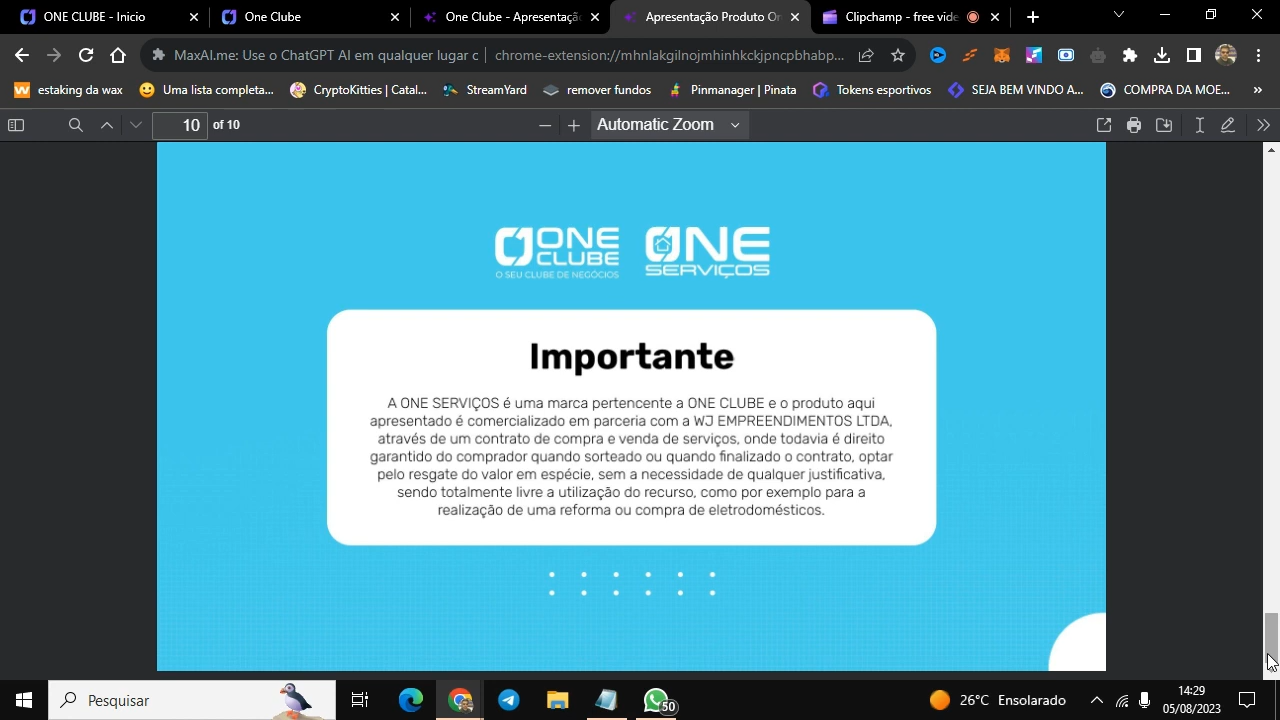 ONE CLUBE - Inicio
One Clube
One Clube - Apresentaçã
Apresentação Produto On
Clipchamp - free vide
MaxAI.me: Use o ChatGPT AI em qualquer lugar c
chrome-extension://mhnlakgilnojmhinhkckjpncpbhabp...
estaking da wax
Uma lista completa...
CryptoKitties | Catal...
StreamYard
remover fundos
Pinmanager | Pinata
Tokens esportivos
SEJA BEM VINDO A...
COMPRA DA MOE...
10 of 10
Automatic Zoom
ONE CLUBE
O SEU CLUBE DE NEGÓCIOS
ONE SERVIÇOS
Importante
A ONE SERVIÇOS é uma marca pertencente a ONE CLUBE e o produto aqui
apresentado é comercializado em parceria com a WJ EMPREENDIMENTOS LTDA,
através de um contrato de compra e venda de serviços, onde todavia é direito
garantido do comprador quando sorteado ou quando finalizado o contrato, optar
pelo resgate do valor em espécie, sem a necessidade de qualquer justificativa,
sendo totalmente livre a utilização do recurso, como por exemplo para a
realização de uma reforma ou compra de eletrodomésticos.
Pesquisar
50
26°C Ensolarado
14:29
05/08/2023